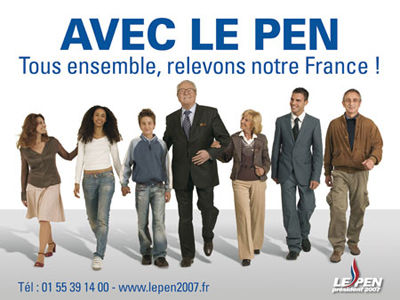 AVEC LE PEN
Tous ensemble, relevons notre France !
Tél : 01 55 39 14 00 - www.lepen2007.fr
LE PEN
président 2007